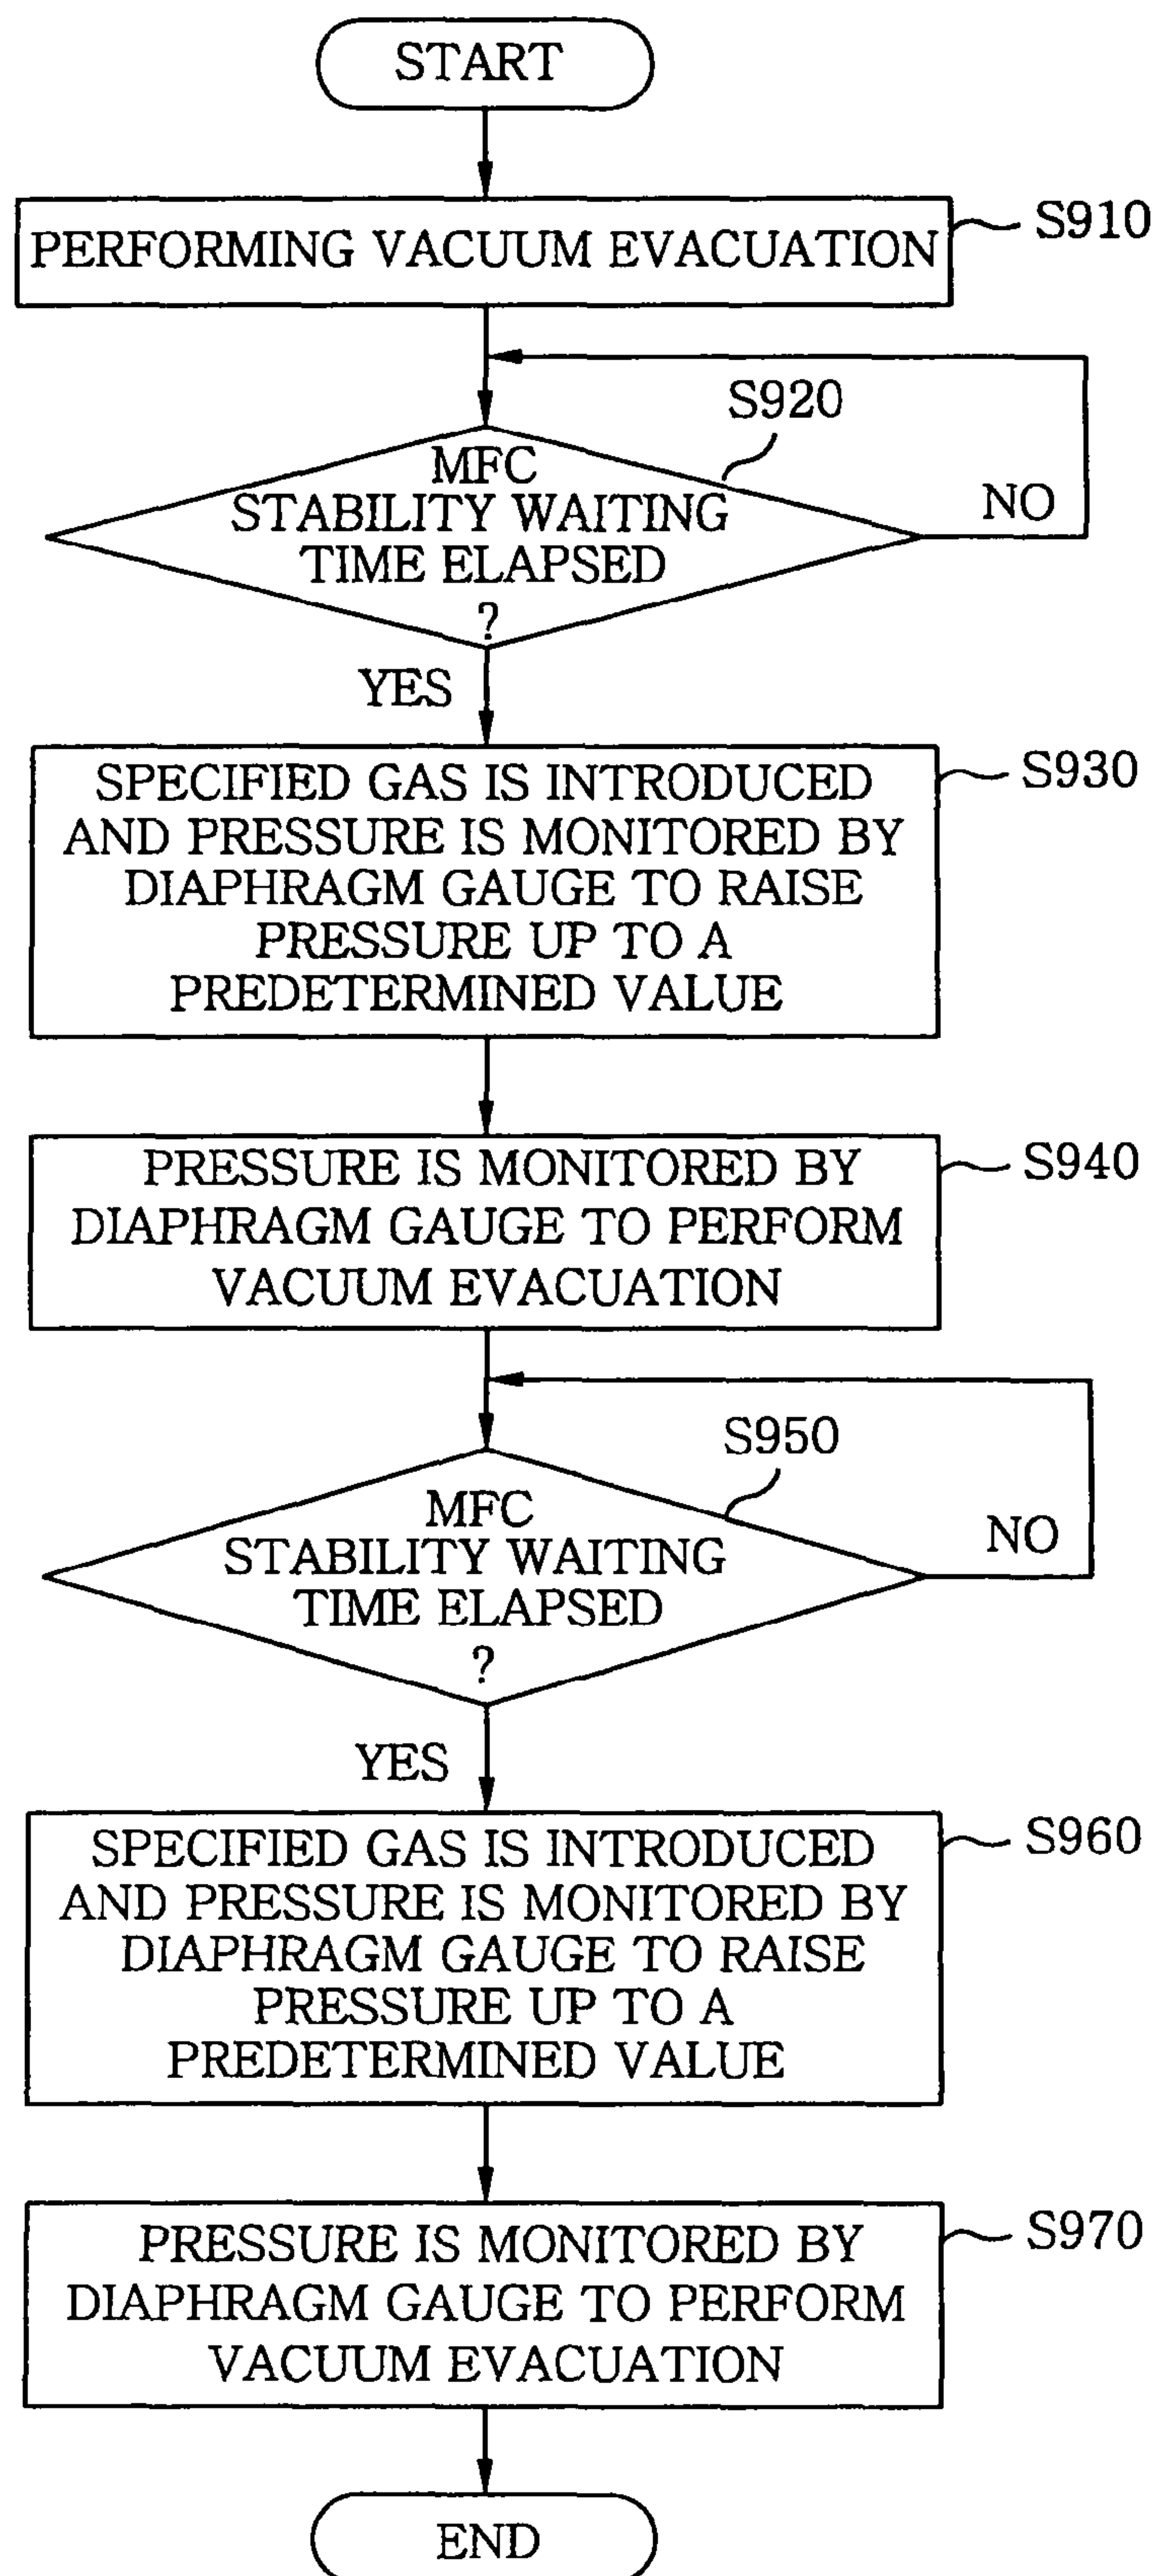 START
PERFORMING VACUUM EVACUATION
S910
S920
MFC
STABILITY WAITING
TIME ELAPSED
?
NO
YES
SPECIFIED GAS IS INTRODUCED
AND PRESSURE IS MONITORED BY
DIAPHRAGM GAUGE TO RAISE
PRESSURE UP TO A
PREDETERMINED VALUE
S930
PRESSURE IS MONITORED BY
DIAPHRAGM GAUGE TO PERFORM
VACUUM EVACUATION
S940
S950
MFC
STABILITY WAITING
TIME ELAPSED
?
NO
YES
SPECIFIED GAS IS INTRODUCED
AND PRESSURE IS MONITORED BY
DIAPHRAGM GAUGE TO RAISE
PRESSURE UP TO A
PREDETERMINED VALUE
S960
PRESSURE IS MONITORED BY
DIAPHRAGM GAUGE TO PERFORM
VACUUM EVACUATION
S970
END